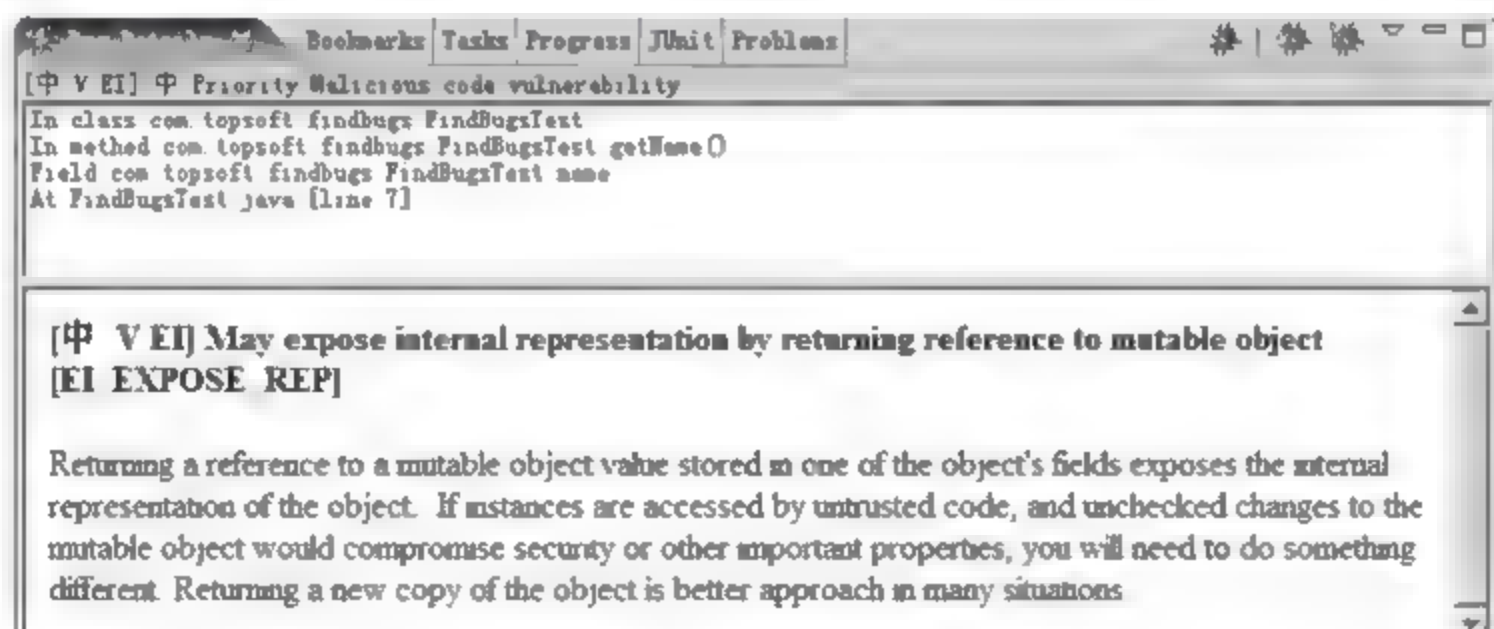 Bookmarks Tasks Progress JUnit Problems
[中 V EI] 中 Priority Malicious code vulnerability
In class com.topsoft.findbugs.FindBugsTest
In method com.topsoft.findbugs.FindBugsTest.getName()
Field com.topsoft.findbugs.FindBugsTest.name
At FindBugsTest.java:[line 7]
[中 V EI] May expose internal representation by returning reference to mutable object
[EI_EXPOSE_REP]
Returning a reference to a mutable object value stored in one of the object's fields exposes the internal
representation of the object. If instances are accessed by untrusted code, and unchecked changes to the
mutable object would compromise security or other important properties, you will need to do something
different. Returning a new copy of the object is better approach in many situations.